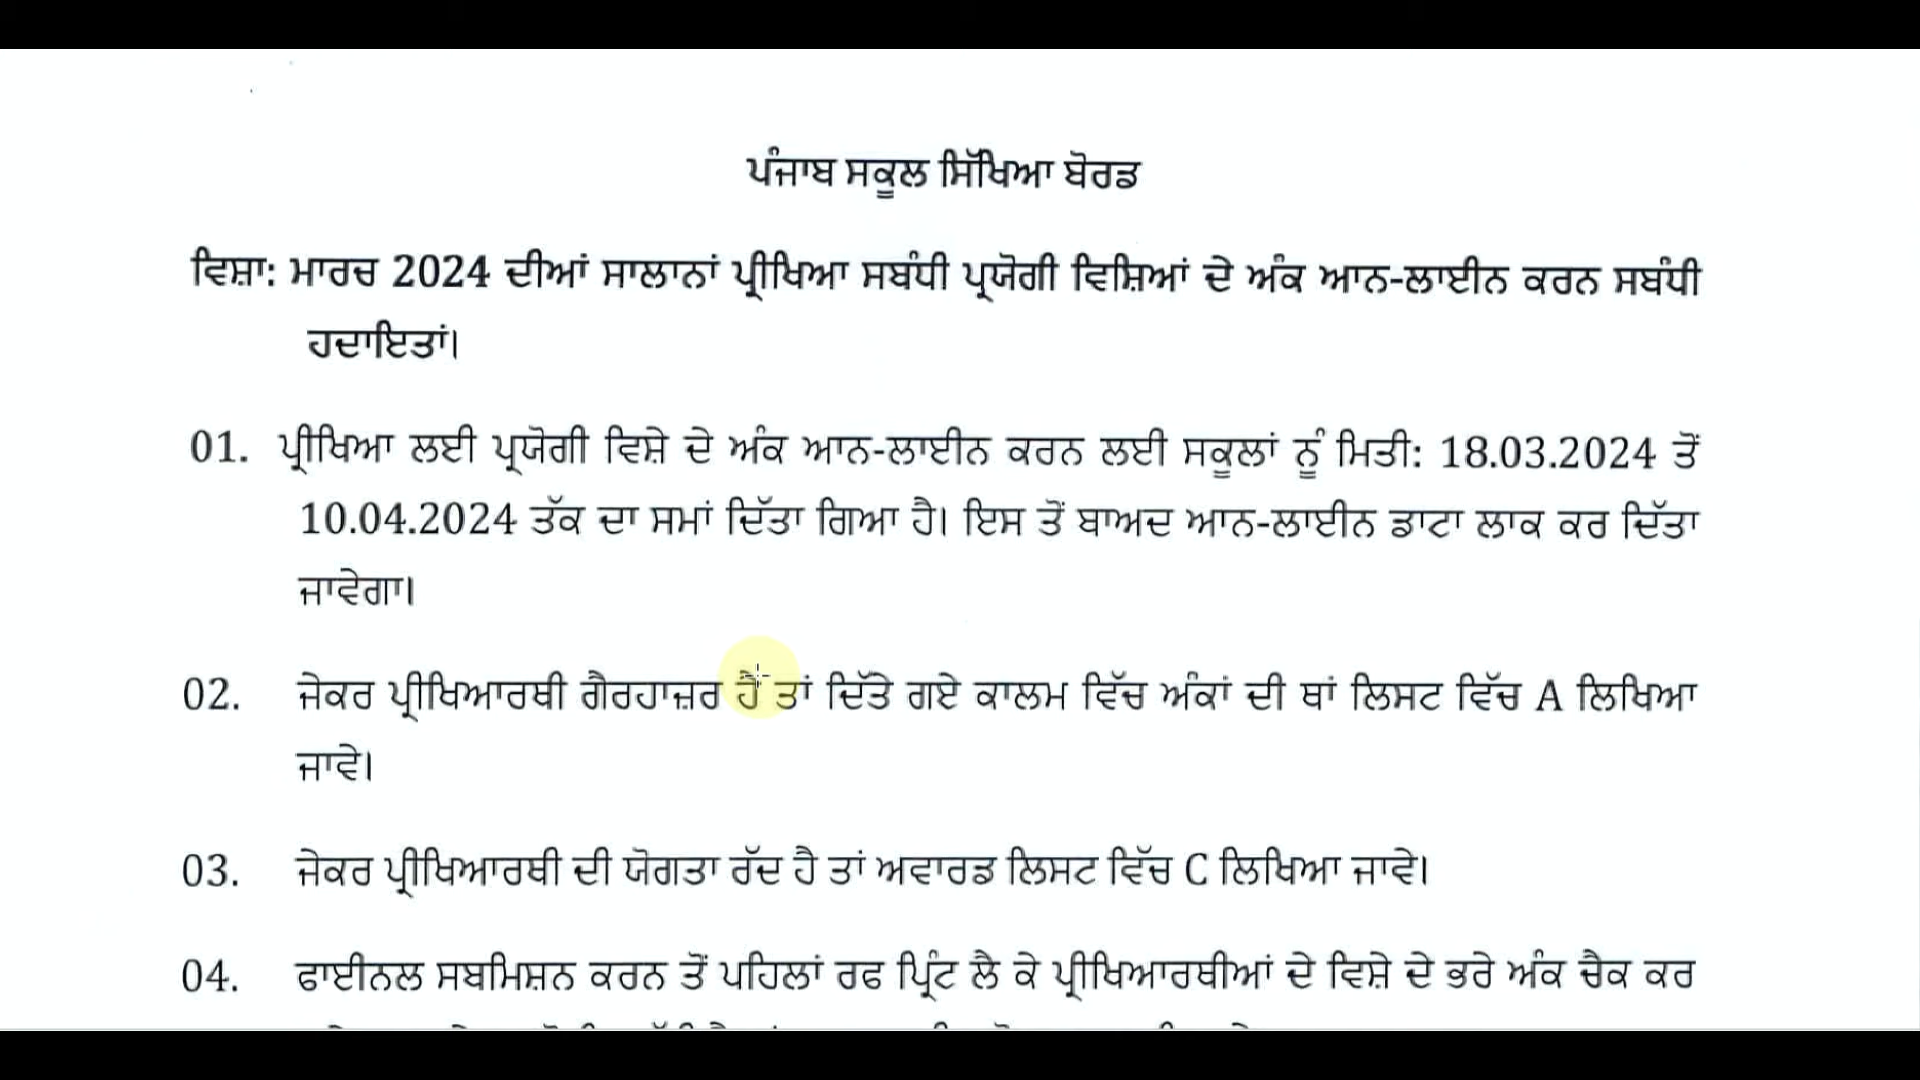 ਪੰਜਾਬ ਸਕੂਲ ਸਿੱਖਿਆ ਬੋਰਡ
ਵਿਸ਼ਾ: ਮਾਰਚ 2024 ਦੀਆਂ ਸਾਲਾਨਾਂ ਪ੍ਰੀਖਿਆ ਸਬੰਧੀ ਪ੍ਰਯੋਗੀ ਵਿਸ਼ਿਆਂ ਦੇ ਅੰਕ ਆਨ-ਲਾਈਨ ਕਰਨ ਸਬੰਧੀ
ਹਦਾਇਤਾਂ।
01. ਪ੍ਰੀਖਿਆ ਲਈ ਪ੍ਰਯੋਗੀ ਵਿਸ਼ੇ ਦੇ ਅੰਕ ਆਨ-ਲਾਈਨ ਕਰਨ ਲਈ ਸਕੂਲਾਂ ਨੂੰ ਮਿਤੀ: 18.03.2024 ਤੋਂ
10.04.2024 ਤੱਕ ਦਾ ਸਮਾਂ ਦਿੱਤਾ ਗਿਆ ਹੈ। ਇਸ ਤੋਂ ਬਾਅਦ ਆਨ-ਲਾਈਨ ਡਾਟਾ ਲਾਕ ਕਰ ਦਿੱਤਾ
ਜਾਵੇਗਾ।
02. ਜੇਕਰ ਪ੍ਰੀਖਿਆਰਥੀ ਗੈਰਹਾਜ਼ਰ ਹੈ ਤਾਂ ਦਿੱਤੇ ਗਏ ਕਾਲਮ ਵਿੱਚ ਅੰਕਾਂ ਦੀ ਥਾਂ ਲਿਸਟ ਵਿੱਚ A ਲਿਖਿਆ
ਜਾਵੇ।
03. ਜੇਕਰ ਪ੍ਰੀਖਿਆਰਥੀ ਦੀ ਯੋਗਤਾ ਰੱਦ ਹੈ ਤਾਂ ਅਵਾਰਡ ਲਿਸਟ ਵਿੱਚ C ਲਿਖਿਆ ਜਾਵੇ।
04. ਫਾਈਨਲ ਸਬਮਿਸ਼ਨ ਕਰਨ ਤੋਂ ਪਹਿਲਾਂ ਰਫ ਪ੍ਰਿੰਟ ਲੈ ਕੇ ਪ੍ਰੀਖਿਆਰਥੀਆਂ ਦੇ ਵਿਸ਼ੇ ਦੇ ਭਰੇ ਅੰਕ ਚੈਕ ਕਰ